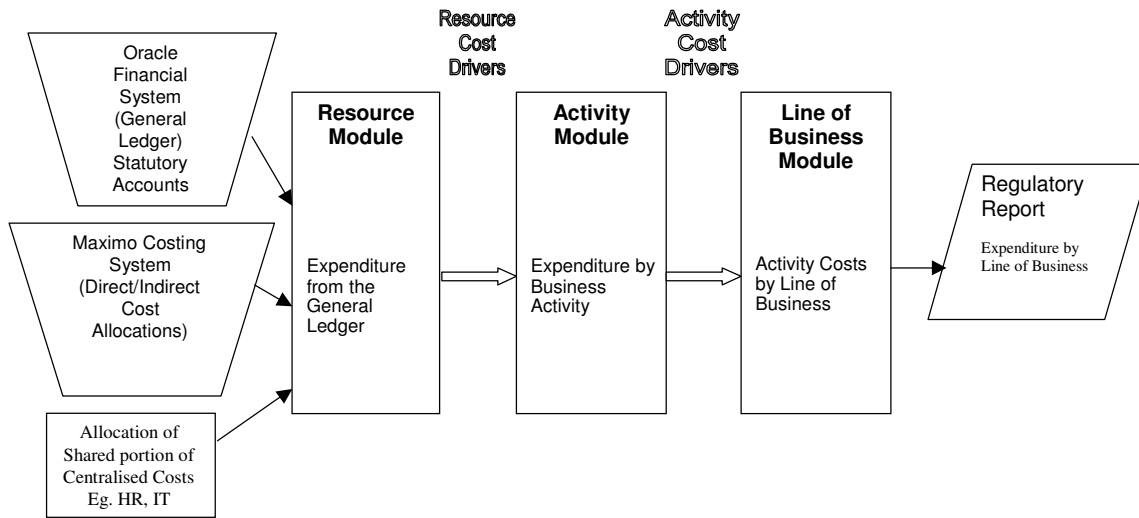 Oracle
Financial
System
(General
Ledger)
Statutory
Accounts
Maximo Costing
System
(Direct/Indirect
Cost
Allocations)
Allocation of
Shared portion of
Centralised Costs
Eg. HR, IT
Resource
Module
Expenditure
from the
General
Ledger
Resource
Cost
Drivers
Activity
Module
Expenditure by
Business
Activity
Activity
Cost
Drivers
Line of
Business
Module
Activity Costs
by Line of
Business
Regulatory
Report
Expenditure by
Line of Business